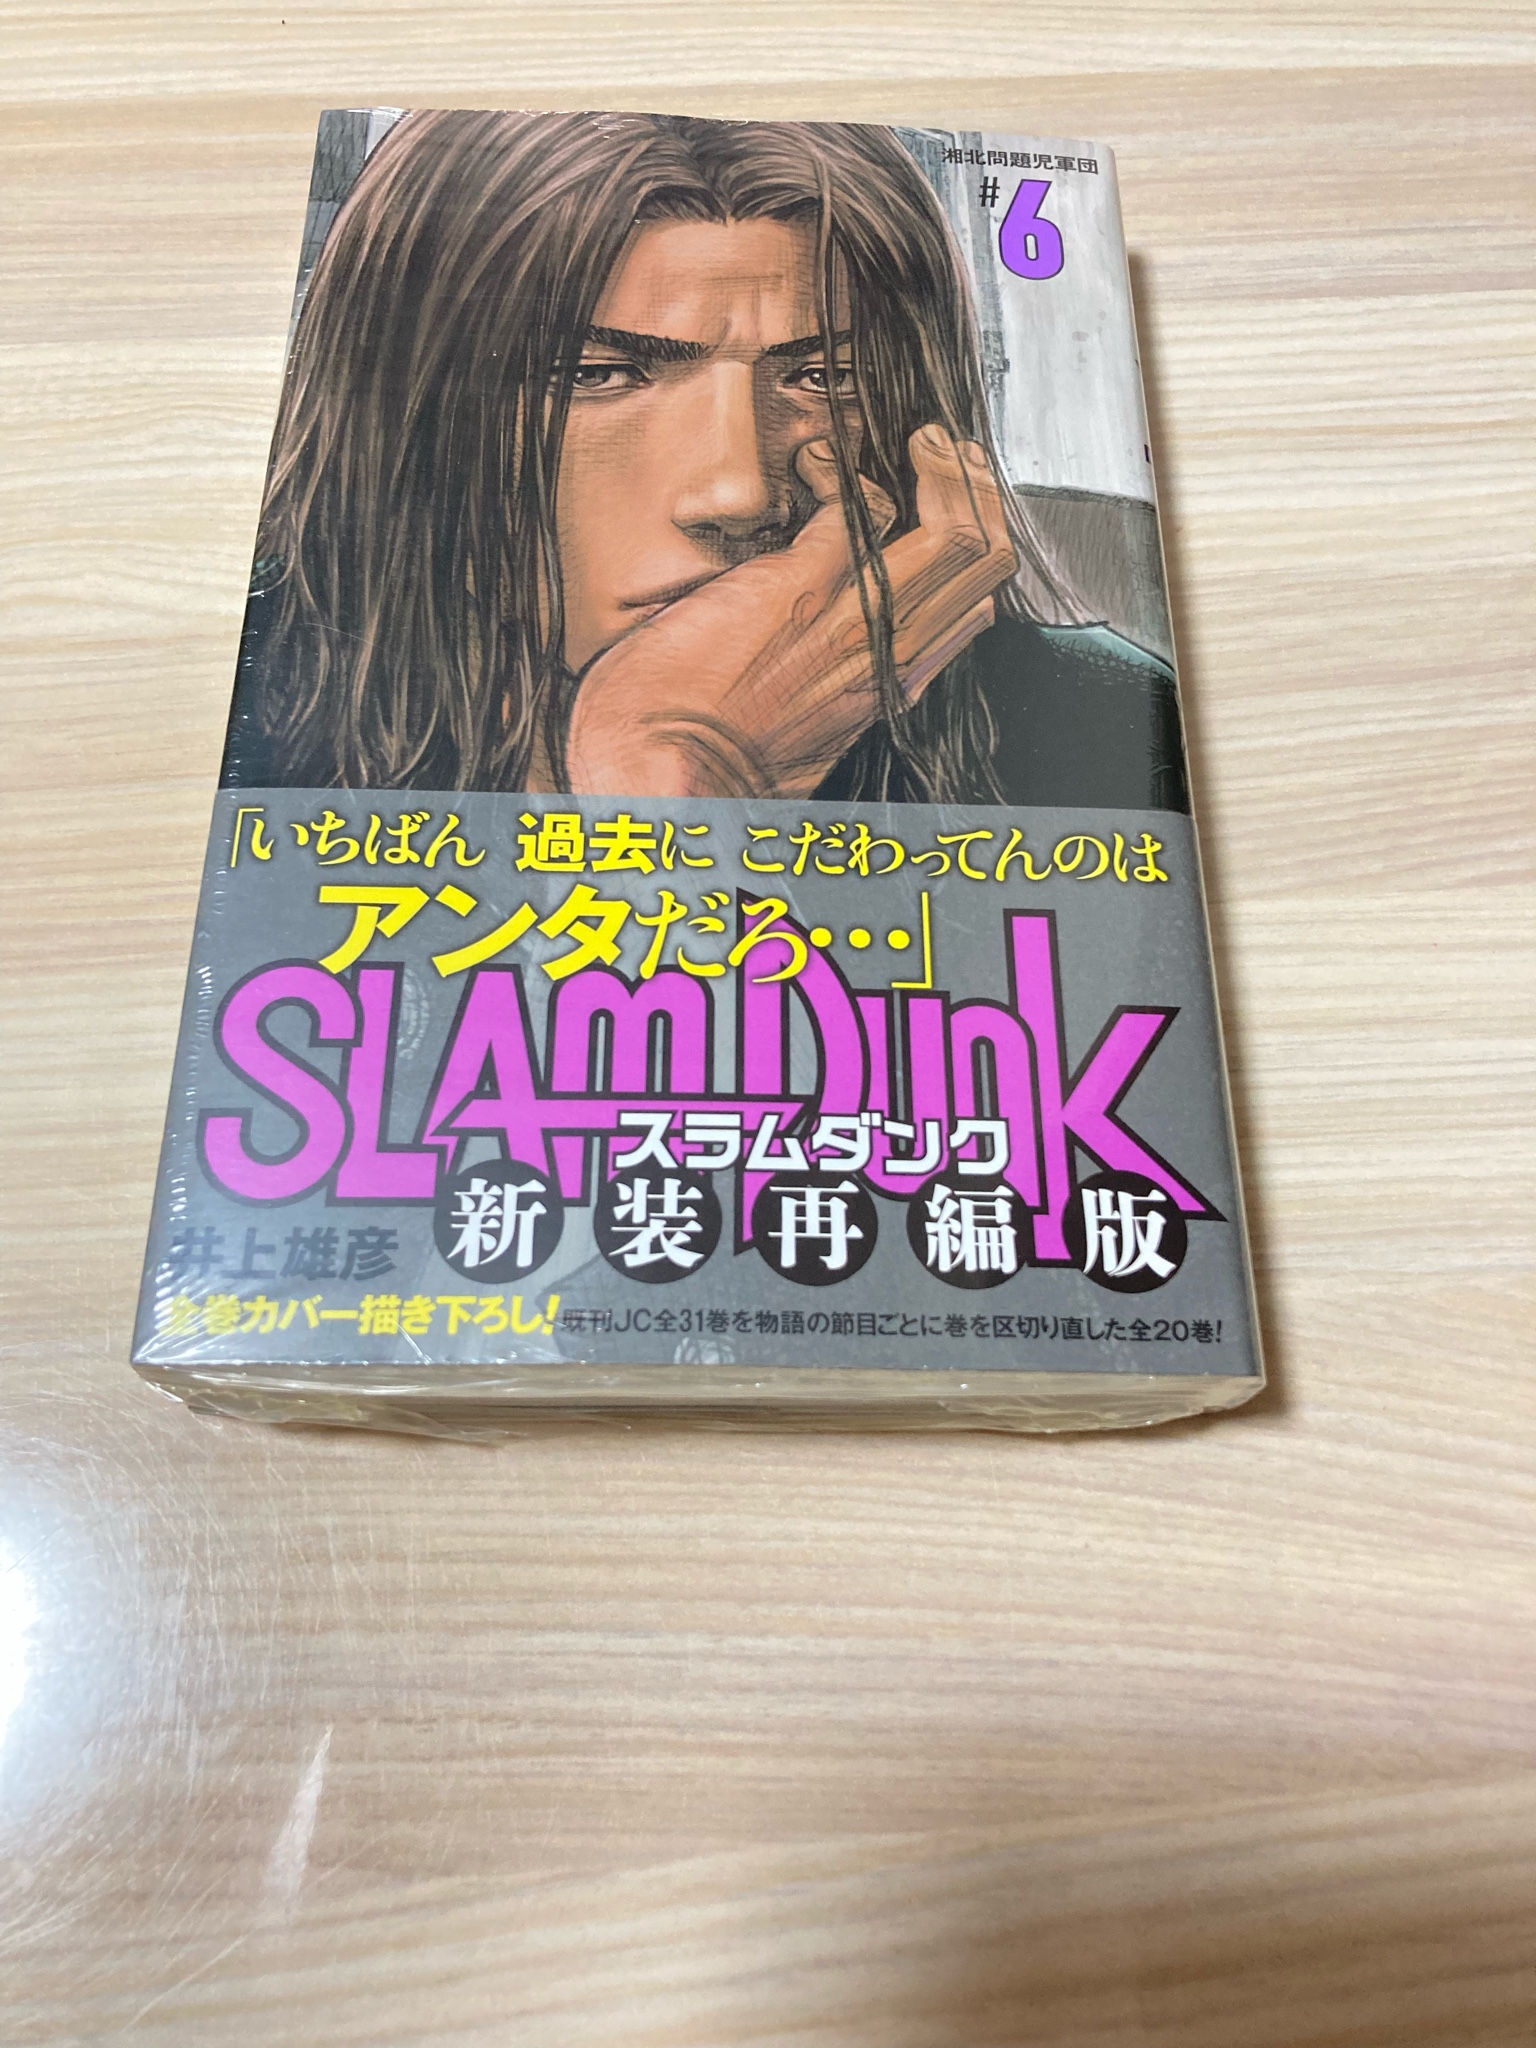 湘北問題児軍団
#6
「いちばん 過去に こだわってんのは
アンタだろ…」
SLAM DUNK
スラムダンク
新装再編版
井上雄彦
全巻カバー描き下ろし!既刊JC全31巻を物語の節目ごとに巻を区切り直した全20巻!